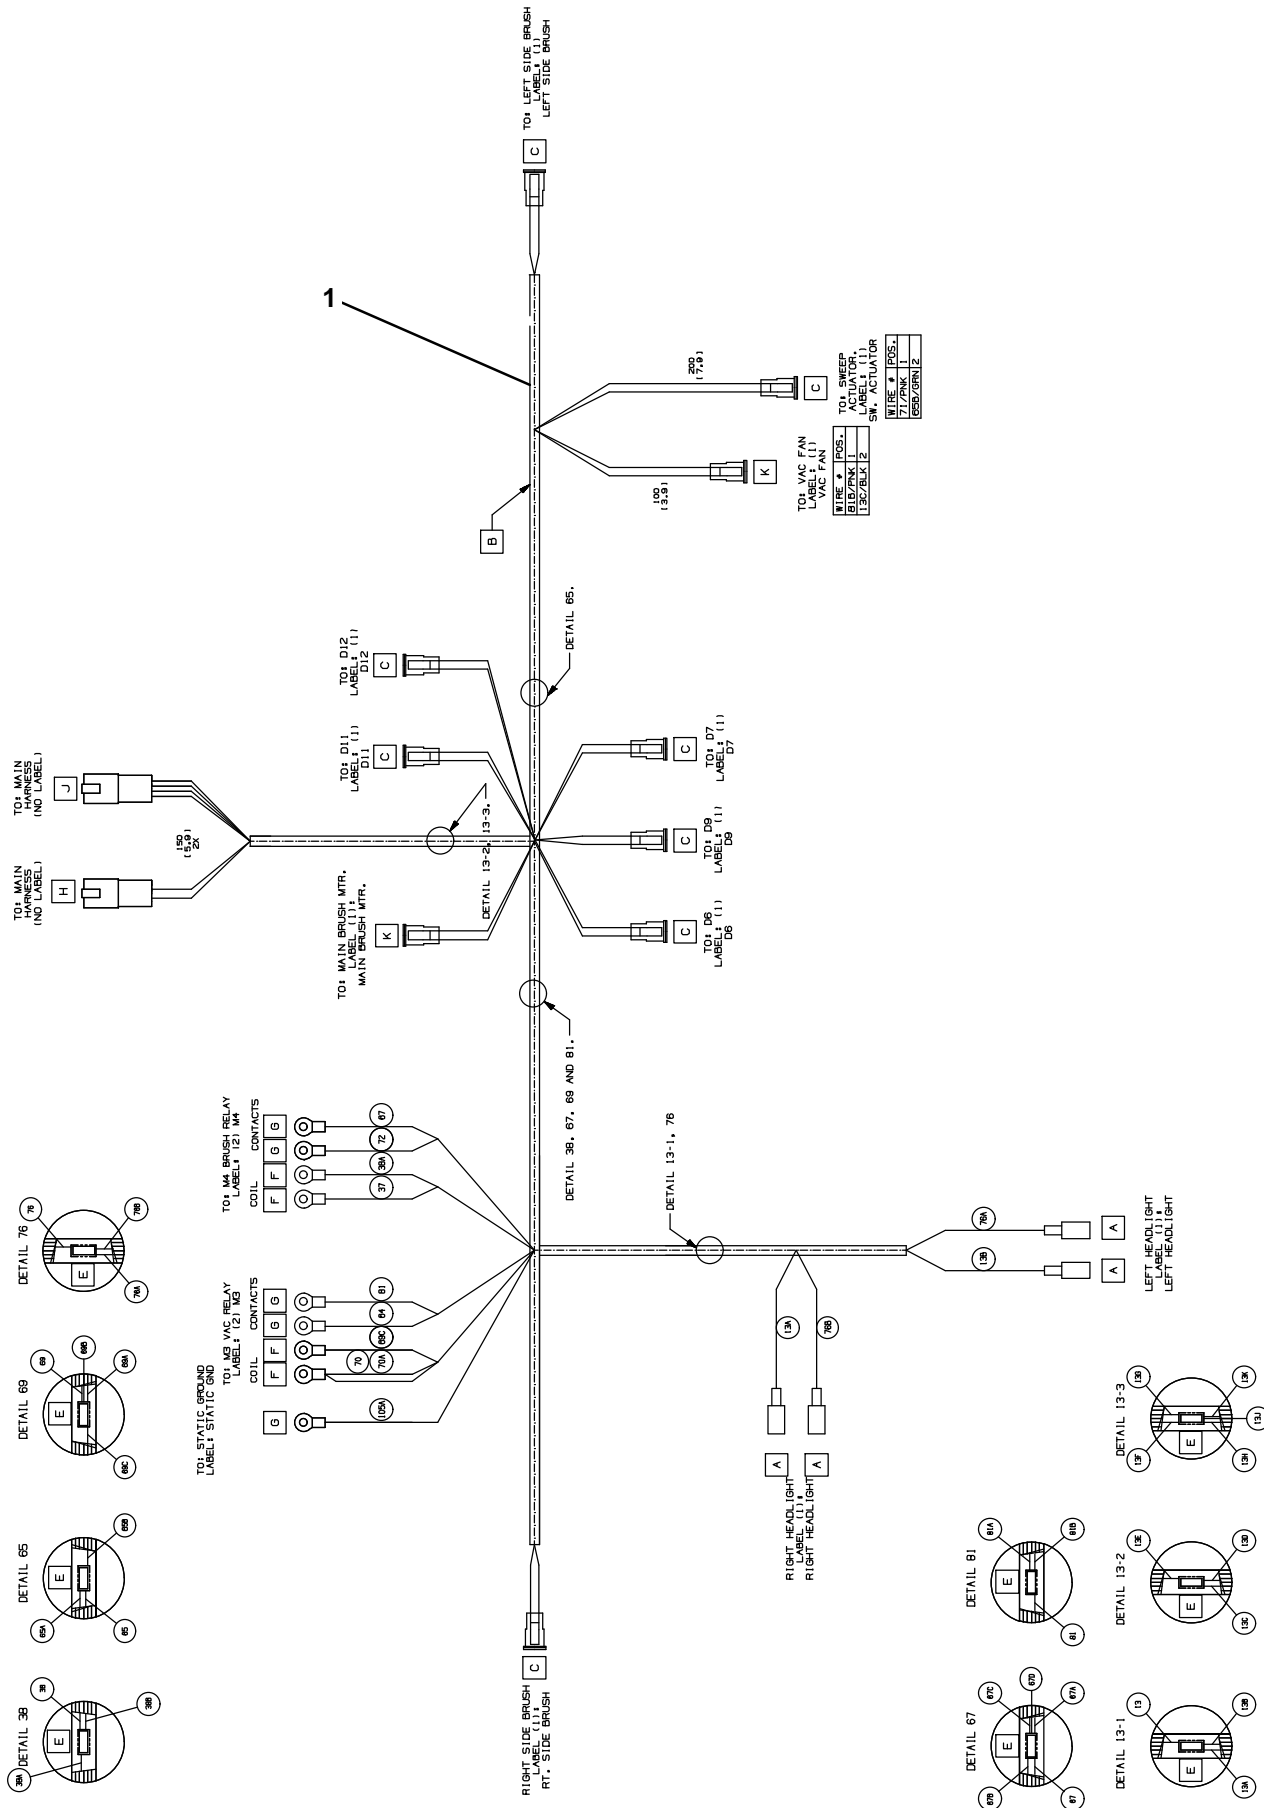 TO: LEFT SIDE BRUSH
LABEL: (1)
LEFT SIDE BRUSH
C
1
200
(7.9)
C
TO: SWEEP
ACTUATOR.
LABEL: (1)
SW. ACTUATOR
WIRE # POS.
71/PNK 1
65B/GRN 2
100
(3.9)
K
TO: VAC FAN
LABEL: (1)
VAC FAN
WIRE # POS.
81B/PNK 1
13C/BLK 2
B
DETAIL 65.
TO: D12
LABEL: (1)
D12
C
TO: D11
LABEL: (1)
D11
C
C
TO: D7
LABEL: (1)
D7
C
TO: D9
LABEL: (1)
D9
C
TO: D6
LABEL: (1)
D6
TO: MAIN
HARNESS
(NO LABEL)
J
TO: MAIN
HARNESS
(NO LABEL)
H
150
(5.9)
2X
DETAIL 13-2, 13-3.
TO: MAIN BRUSH MTR.
LABEL (1):
MAIN BRUSH MTR.
K
DETAIL 38, 67, 69 AND 81.
TO: M4 BRUSH RELAY
LABEL: (2) M4
COIL CONTACTS
F F G G
37 38A 72 67
TO: M3 VAC RELAY
LABEL: (2) M3
COIL CONTACTS
F F G G
70 70A 69C 64 81
TO: STATIC GROUND
LABEL: STATIC GND
G
105A
DETAIL 13-1, 76
76A
13B
A
A
LEFT HEADLIGHT
LABEL (1):
LEFT HEADLIGHT
13A
76B
A
A
RIGHT HEADLIGHT
LABEL (1):
RIGHT HEADLIGHT
C
RIGHT SIDE BRUSH
LABEL (1):
RT. SIDE BRUSH
DETAIL 38
E
38A
38
38B
DETAIL 65
E
65A
65
65B
DETAIL 69
E
69
69B
69A
69C
DETAIL 76
E
76
76B
76A
DETAIL 67
E
67C
67D
67A
67B
67
DETAIL 81
E
81A
81B
81
DETAIL 13-1
E
13
13B
13A
DETAIL 13-2
E
13E
13D
13C
DETAIL 13-3
E
13F
13G
13K
13J
13H